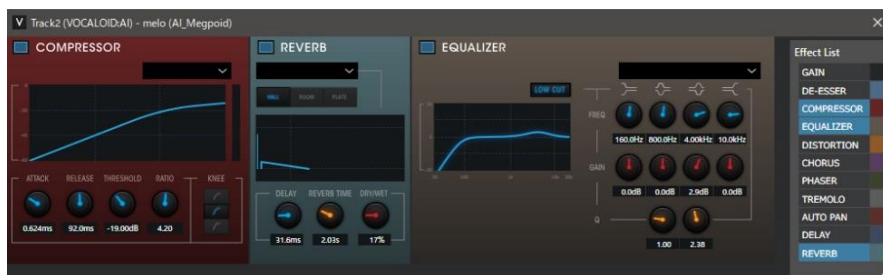 Track2 (VOCALOID:AI) - melo (AI_Megpoid)
COMPRESSOR
ATTACK RELEASE THRESHOLD RATIO KNEE
0.624ms 92.0ms -19.00dB 4.20
REVERB
HALL ROOM PLATE
DELAY REVERB TIME DRY/WET
31.6ms 2.03s 17%
EQUALIZER
LOW CUT
FREQ
160.0Hz 800.0Hz 4.00kHz 10.0kHz
GAIN
0.0dB 0.0dB 2.9dB 0.0dB
Q
1.00 2.38
Effect List
GAIN
DE-ESSER
COMPRESSOR
EQUALIZER
DISTORTION
CHORUS
PHASER
TREMOLO
AUTO PAN
DELAY
REVERB